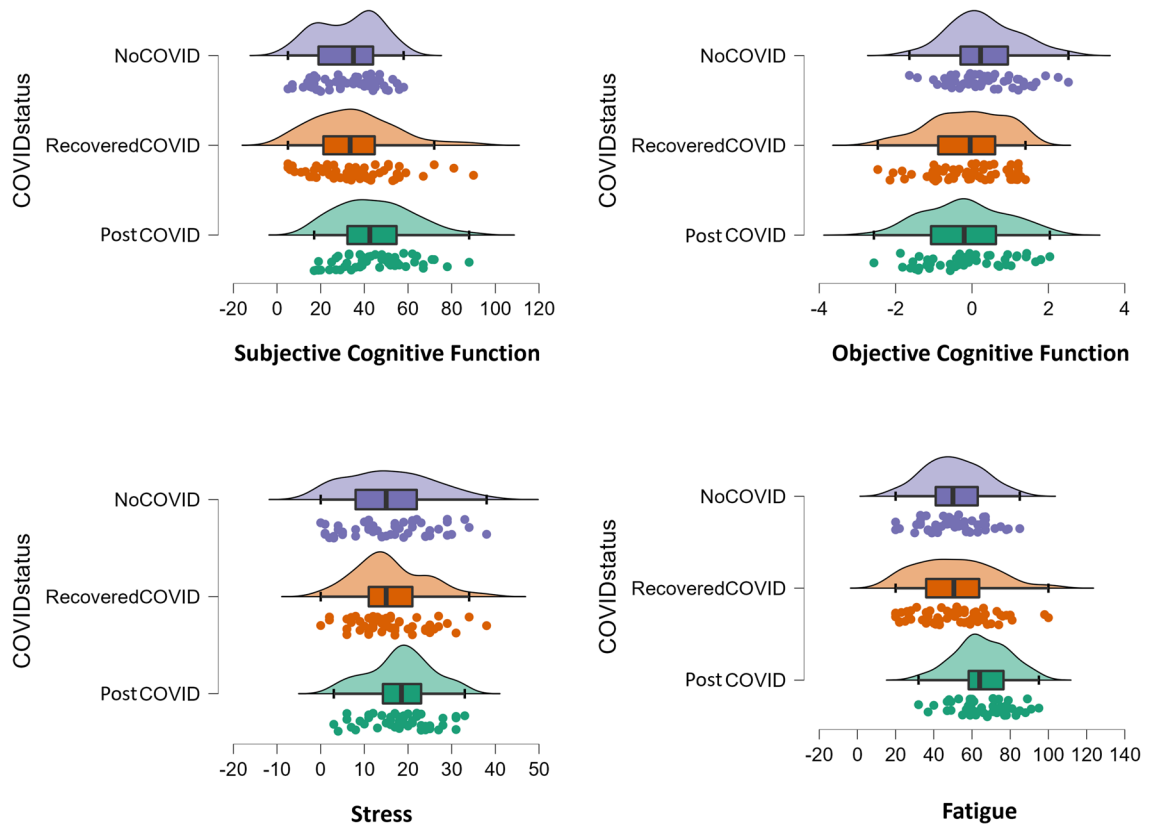 COVIDstatus
NoCOVID
RecoveredCOVID
Post COVID
-20 0 20 40 60 80 100 120
Subjective Cognitive Function
COVIDstatus
NoCOVID
RecoveredCOVID
Post COVID
-4 -2 0 2 4
Objective Cognitive Function
COVIDstatus
NoCOVID
RecoveredCOVID
Post COVID
-20 -10 0 10 20 30 40 50
Stress
COVIDstatus
NoCOVID
RecoveredCOVID
Post COVID
-20 0 20 40 60 80 100 120 140
Fatigue